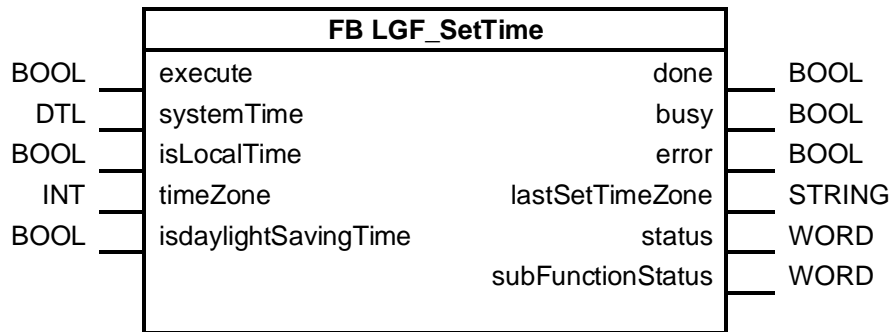 FB LGF_SetTime
BOOL execute done BOOL
DTL systemTime busy BOOL
BOOL isLocalTime error BOOL
INT timeZone lastSetTimeZone STRING
BOOL isdaylightSavingTime status WORD
subFunctionStatus WORD